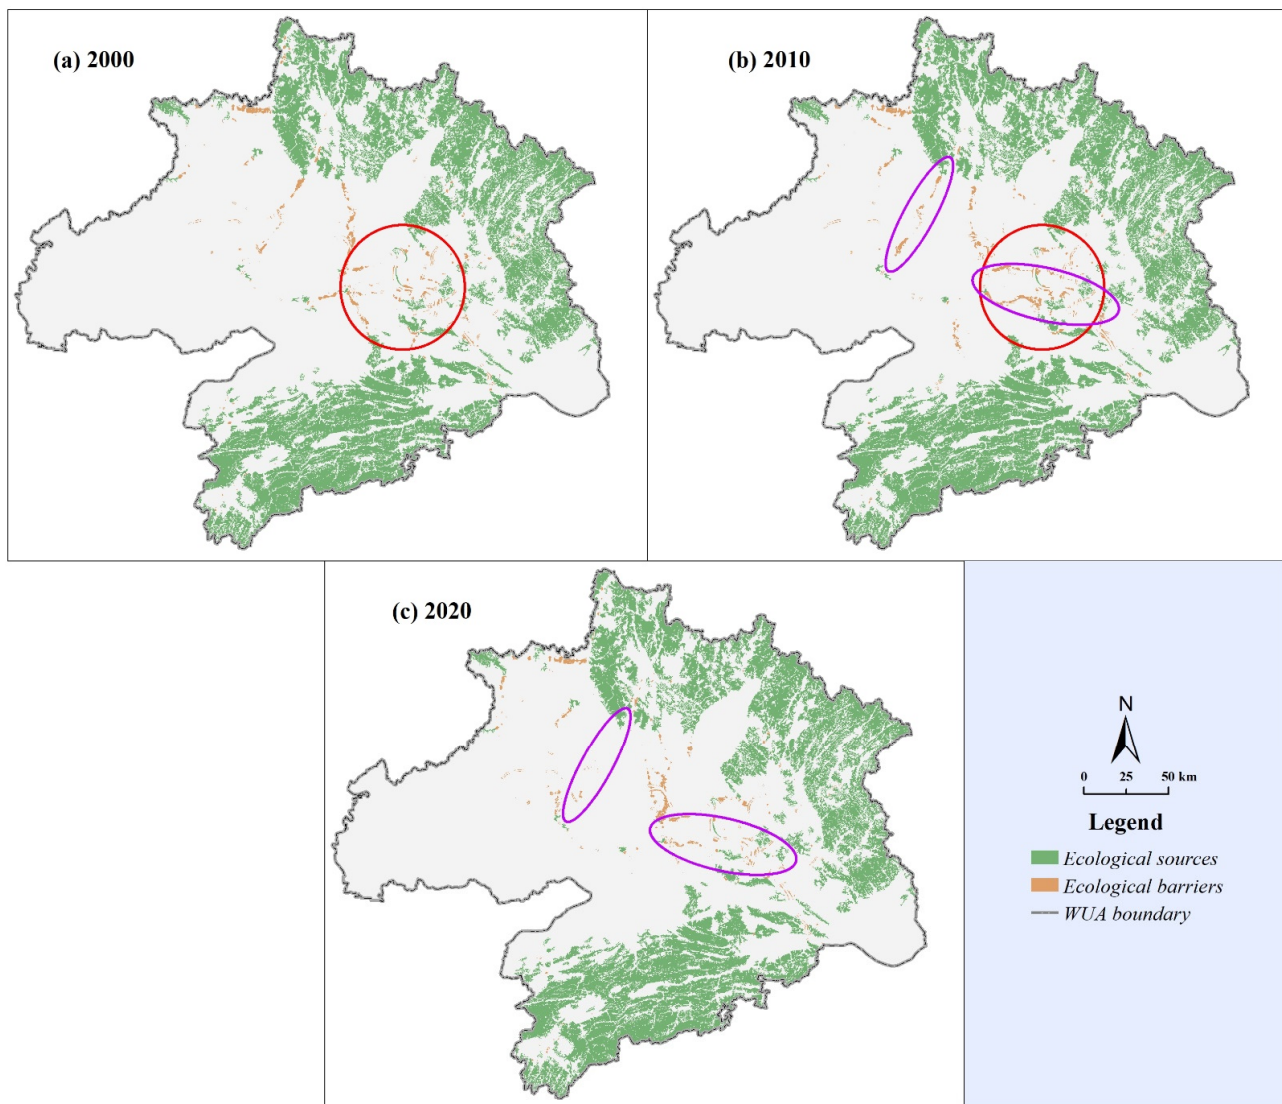 (a) 2000
(b) 2010
(c) 2020
N
0 25 50 km
Legend
Ecological sources
Ecological barriers
WUA boundary